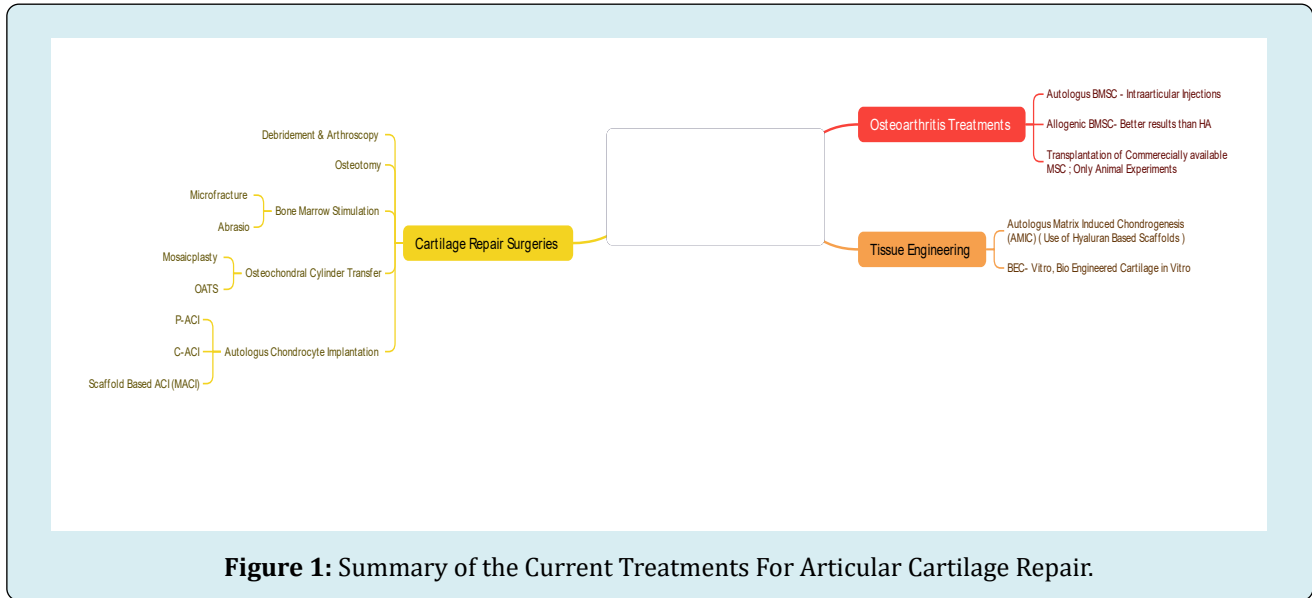 Debridement & Arthroscopy
Osteotomy
Microfracture
Bone Marrow Stimulation
Abrasio
Mosaicplasty
Osteochondral Cylinder Transfer
OATS
P-ACI
C-ACI
Autologus Chondrocyte Implantation
Scaffold Based ACI (MACI)
Cartilage Repair Surgeries
Osteoarthritis Treatments
Autologus BMSC - Intraarticular Injections
Allogenic BMSC- Better results than HA
Transplantation of Commerecially available
MSC ; Only Animal Experiments
Tissue Engineering
Autologus Matrix Induced Chondrogenesis
(AMIC) ( Use of Hyaluran Based Scaffolds )
BEC- Vitro, Bio Engineered Cartilage in Vitro
Figure 1: Summary of the Current Treatments For Articular Cartilage Repair.